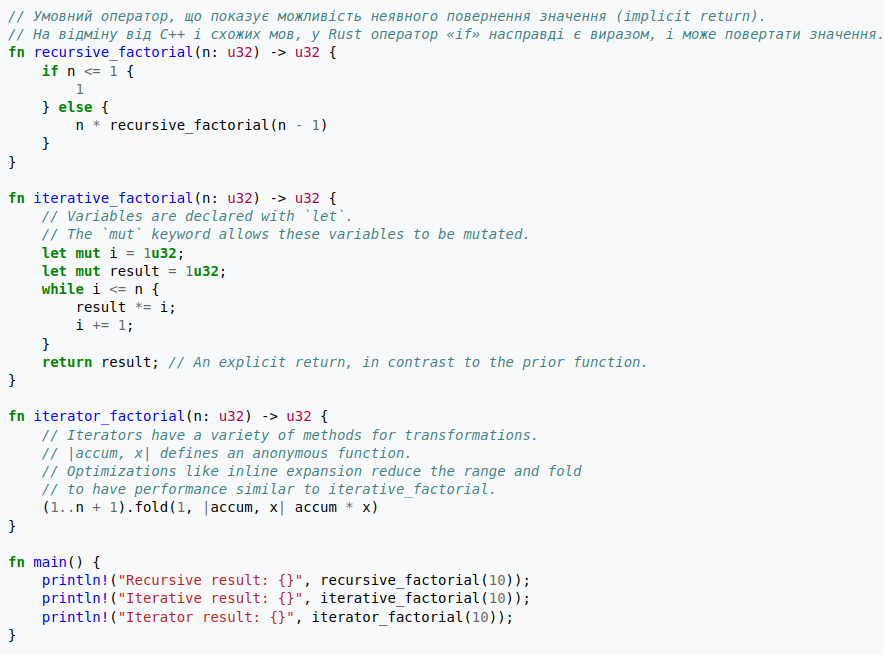 // Умовний оператор, що показує можливість неявного повернення значення (implicit return).
// На відміну від C++ і схожих мов, у Rust оператор «if» насправді є виразом, і може повертати значення.
fn recursive_factorial(n: u32) -> u32 {
    if n <= 1 {
        1
    } else {
        n * recursive_factorial(n - 1)
    }
}

fn iterative_factorial(n: u32) -> u32 {
    // Variables are declared with `let`.
    // The `mut` keyword allows these variables to be mutated.
    let mut i = 1u32;
    let mut result = 1u32;
    while i <= n {
        result *= i;
        i += 1;
    }
    return result; // An explicit return, in contrast to the prior function.
}

fn iterator_factorial(n: u32) -> u32 {
    // Iterators have a variety of methods for transformations.
    // |accum, x| defines an anonymous function.
    // Optimizations like inline expansion reduce the range and fold
    // to have performance similar to iterative_factorial.
    (1..n + 1).fold(1, |accum, x| accum * x)
}

fn main() {
    println!("Recursive result: {}", recursive_factorial(10));
    println!("Iterative result: {}", iterative_factorial(10));
    println!("Iterator result: {}", iterator_factorial(10));
}